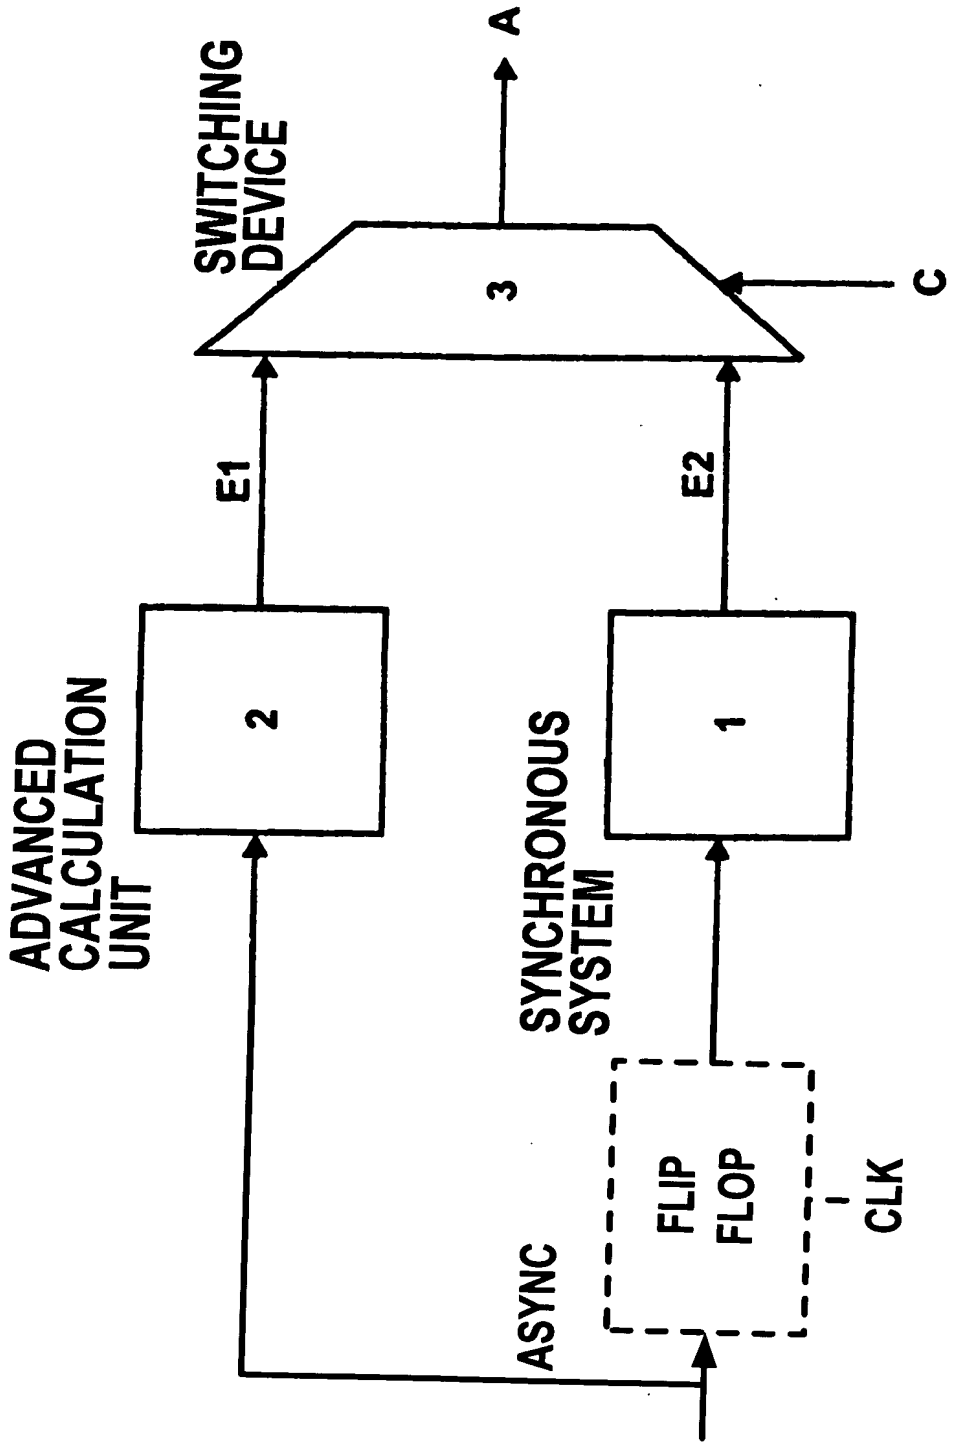 ADVANCED
CALCULATION
UNIT
2
E1
SWITCHING
DEVICE
3
A
ASYNC
FLIP
FLOP
CLK
SYNCHRONOUS
SYSTEM
1
E2
C